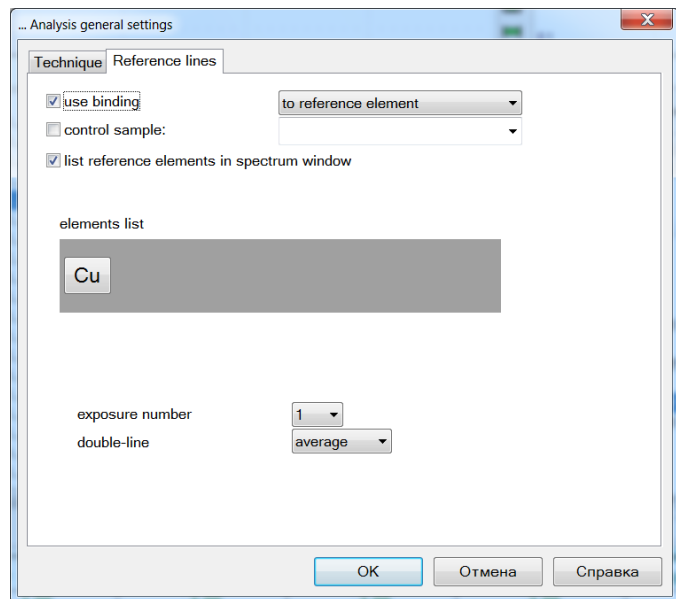 ... Analysis general settings
Technique Reference lines
use binding to reference element
control sample:
list reference elements in spectrum window
elements list
Cu
exposure number 1
double-line average
OK Отмена Справка